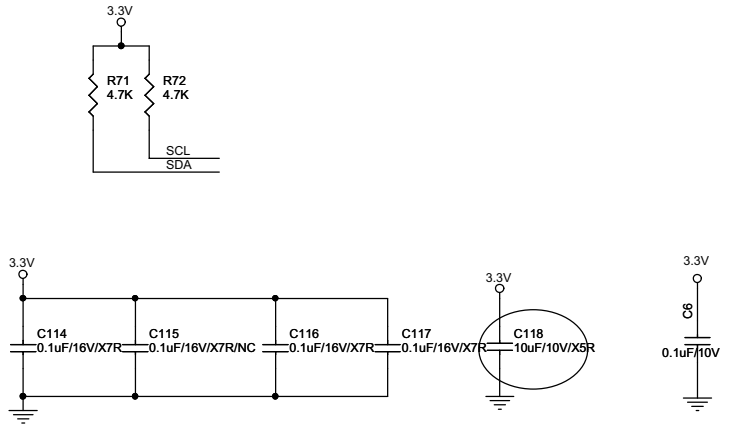 3.3V
R71
4.7K
R72
4.7K
SCL
SDA
3.3V
C114
0.1uF/16V/X7R
C115
0.1uF/16V/X7R/NC
C116
0.1uF/16V/X7R
C117
0.1uF/16V/X7R
3.3V
C118
10uF/10V/X5R
3.3V
C6
0.1uF/10V